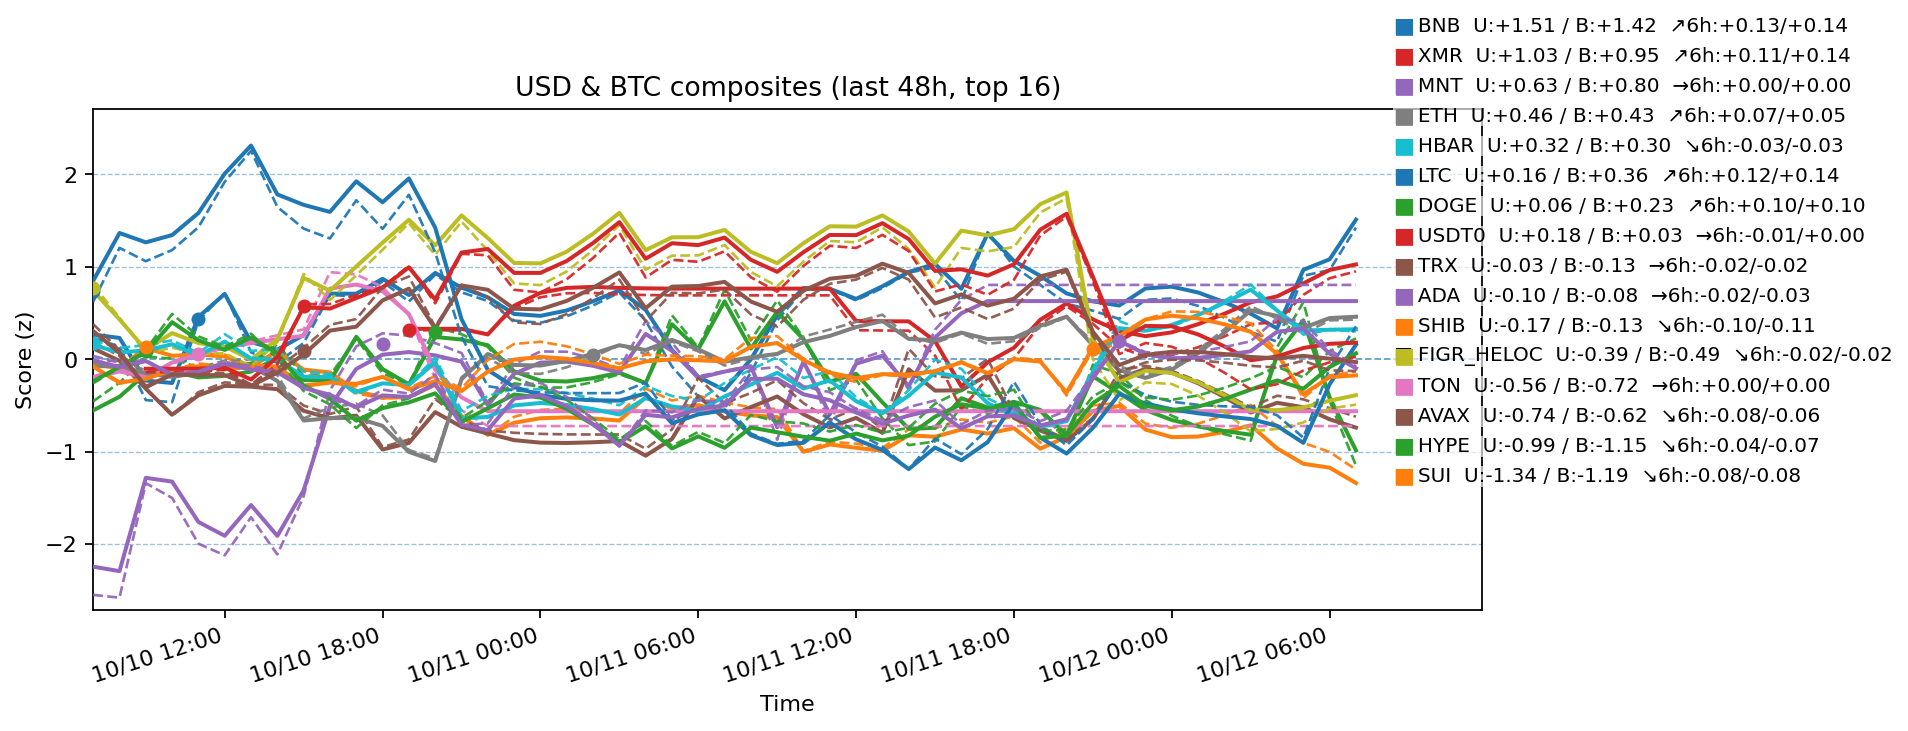 BNB  U:+1.51 / B:+1.42  ↗6h:+0.13/+0.14
XMR  U:+1.03 / B:+0.95  ↗6h:+0.11/+0.14
MNT  U:+0.63 / B:+0.80  →6h:+0.00/+0.00
ETH  U:+0.46 / B:+0.43  ↗6h:+0.07/+0.05
HBAR  U:+0.32 / B:+0.30  ↘6h:-0.03/-0.03
LTC  U:+0.16 / B:+0.36  ↗6h:+0.12/+0.14
DOGE  U:+0.06 / B:+0.23  ↗6h:+0.10/+0.10
USDT0  U:+0.18 / B:+0.03  →6h:-0.01/+0.00
TRX  U:-0.03 / B:-0.13  →6h:-0.02/-0.02
ADA  U:-0.10 / B:-0.08  →6h:-0.02/-0.03
SHIB  U:-0.17 / B:-0.13  ↘6h:-0.10/-0.11
FIGR_HELOC  U:-0.39 / B:-0.49  ↘6h:-0.02/-0.02
TON  U:-0.56 / B:-0.72  →6h:+0.00/+0.00
AVAX  U:-0.74 / B:-0.62  ↘6h:-0.08/-0.06
HYPE  U:-0.99 / B:-1.15  ↘6h:-0.04/-0.07
SUI  U:-1.34 / B:-1.19  ↘6h:-0.08/-0.08
USD & BTC composites (last 48h, top 16)
Score (z)
2
1
0
−1
−2
10/10 12:00
10/10 18:00
10/11 00:00
10/11 06:00
10/11 12:00
10/11 18:00
10/12 00:00
10/12 06:00
Time